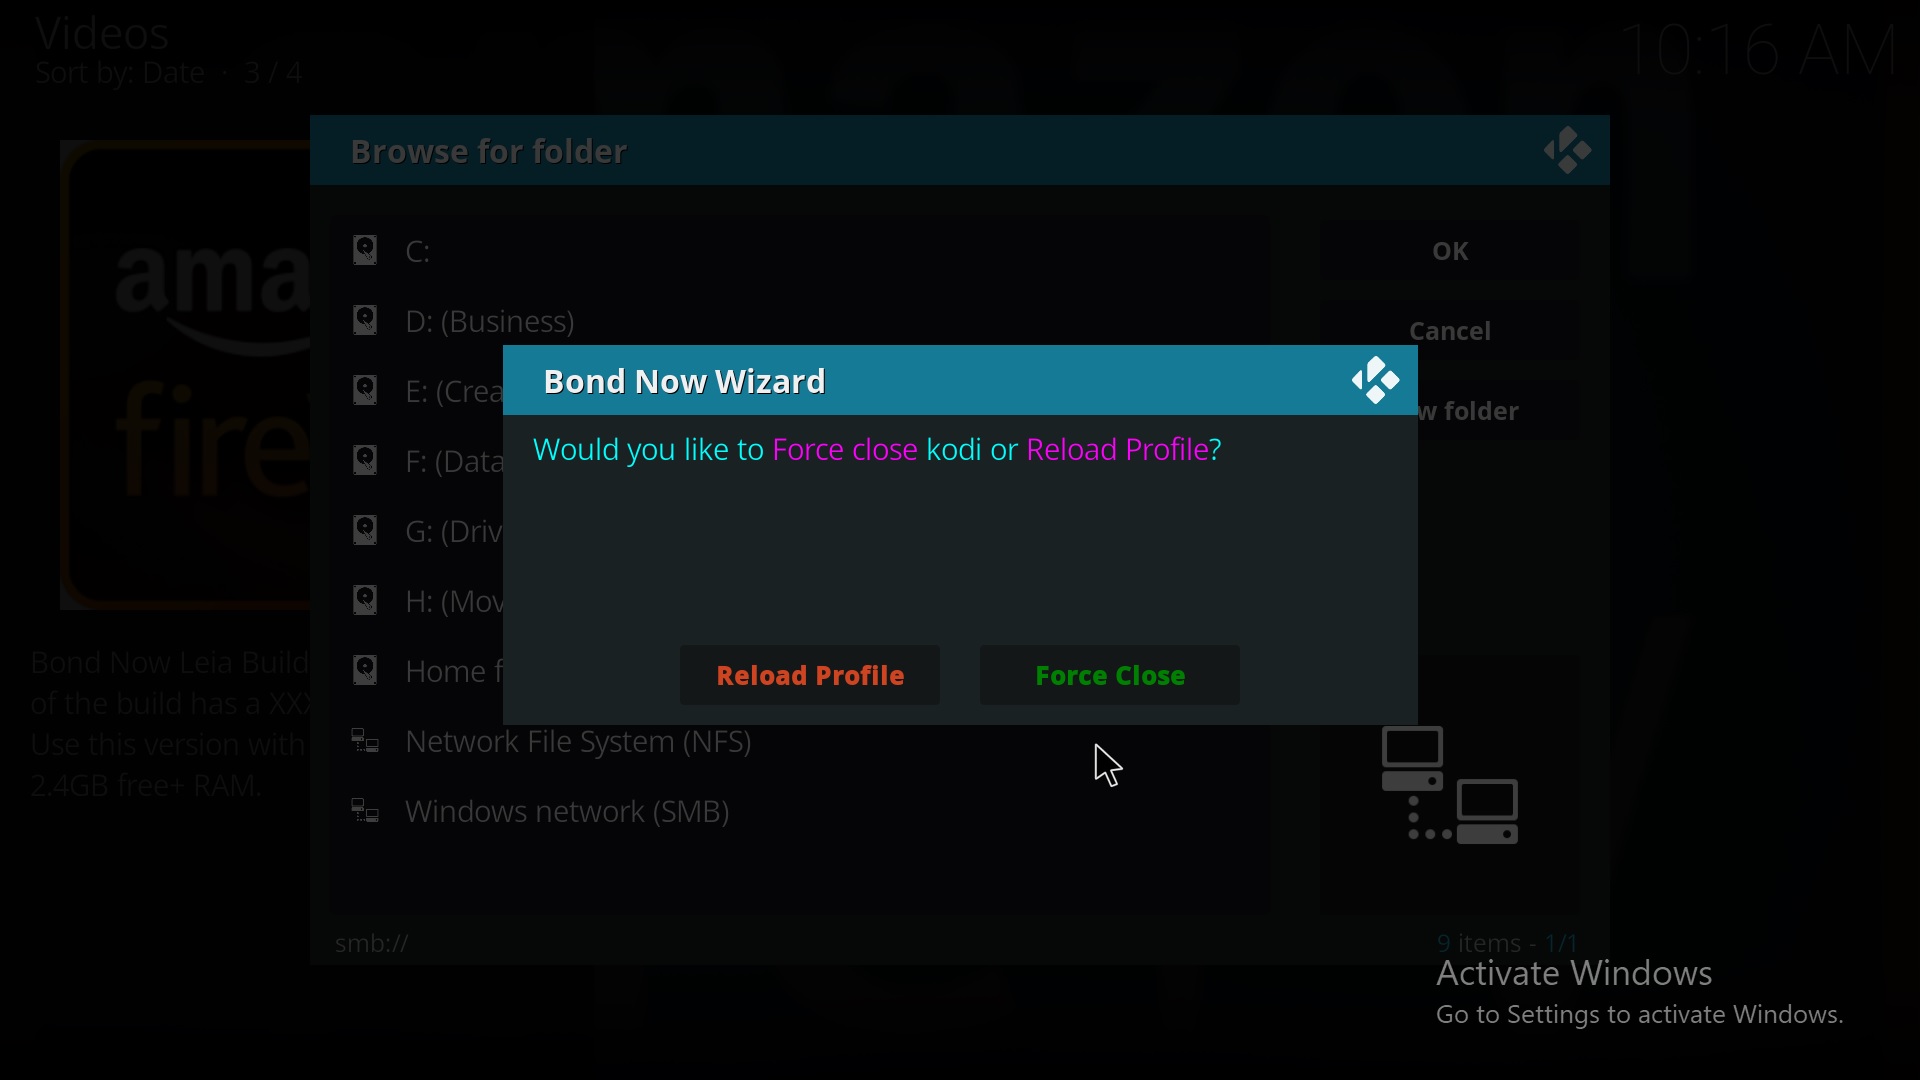 Videos
Sort by: Date · 3 / 4
10:16 AM
Browse for folder
C:
D: (Business)
E: (Crea
F: (Data
G: (Driv
H: (Mov
Home f
Network File System (NFS)
Windows network (SMB)
OK
Cancel
w folder
Bond Now Wizard
Would you like to Force close kodi or Reload Profile?
Reload Profile
Force Close
ama
fire
Bond Now Leia Build
of the build has a XXX
Use this version with
2.4GB free+ RAM.
smb://
9 items - 1/1
Activate Windows
Go to Settings to activate Windows.